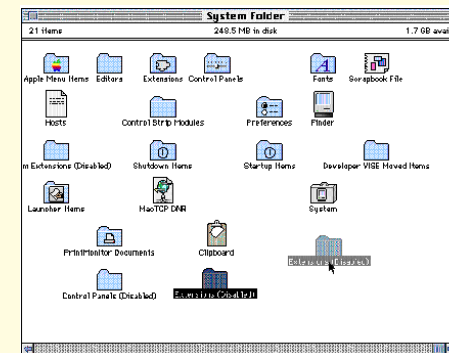 System Folder
21 items 248.5 MB in disk 1.7 GB avai
Apple Menu Items Editors Extensions Control Panels Fonts Scrapbook File
Hosts Control Strip Modules Preferences Finder
m Extensions (Disabled) Shutdown Items Startup Items Developer VISE Moved Items
Launcher Items MacTCP DNR System
PrintMonitor Documents Clipboard
Extensions (Disabled)
Control Panels (Disabled) Extensions (Disabled)